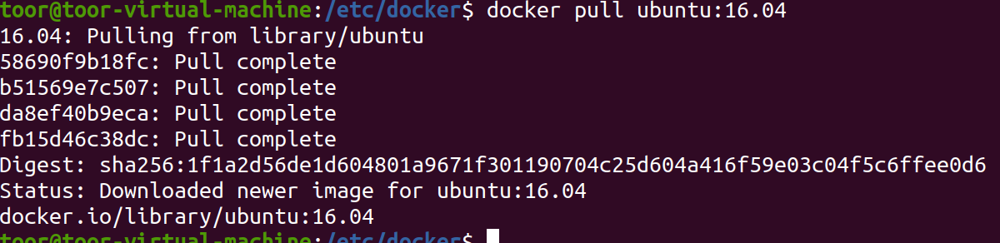 toor@toor-virtual-machine:/etc/docker$ docker pull ubuntu:16.04
16.04: Pulling from library/ubuntu
58690f9b18fc: Pull complete
b51569e7c507: Pull complete
da8ef40b9eca: Pull complete
fb15d46c38dc: Pull complete
Digest: sha256:1f1a2d56de1d604801a9671f301190704c25d604a416f59e03c04f5c6ffee0d6
Status: Downloaded newer image for ubuntu:16.04
docker.io/library/ubuntu:16.04
toor@toor-virtual-machine:/etc/docker$